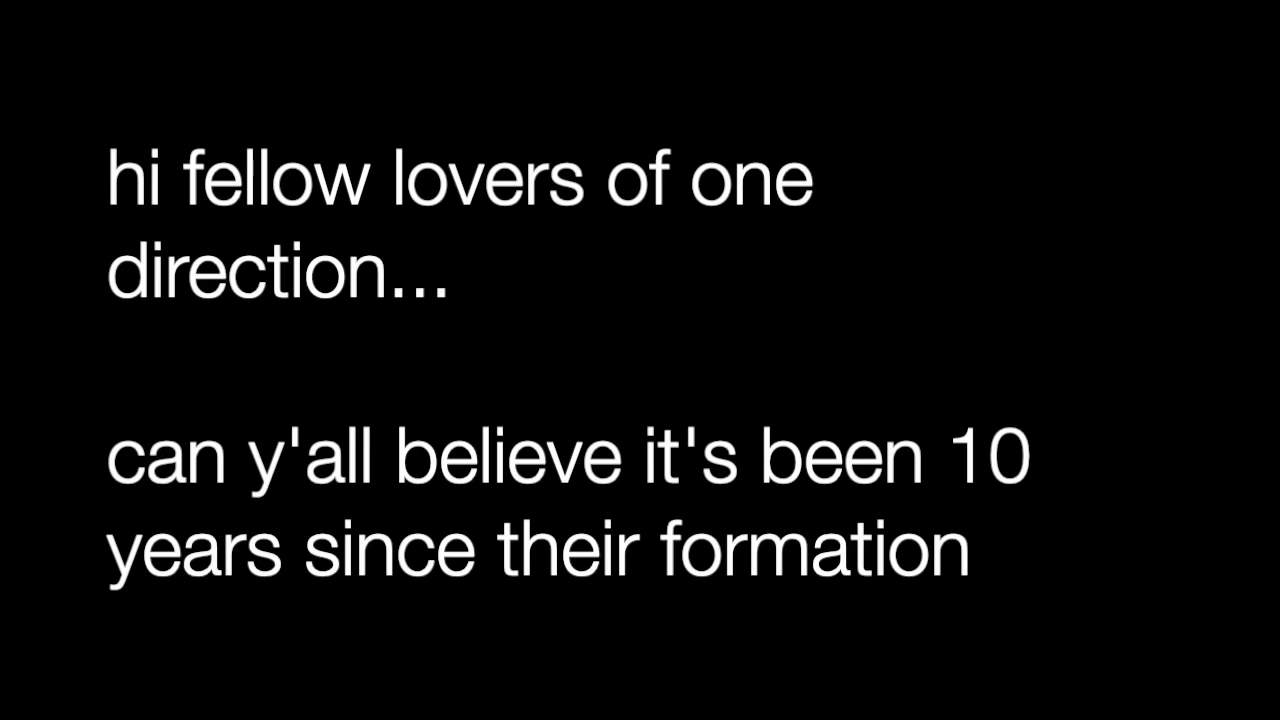 hi fellow lovers of one
direction...
can y'all believe it's been 10
years since their formation